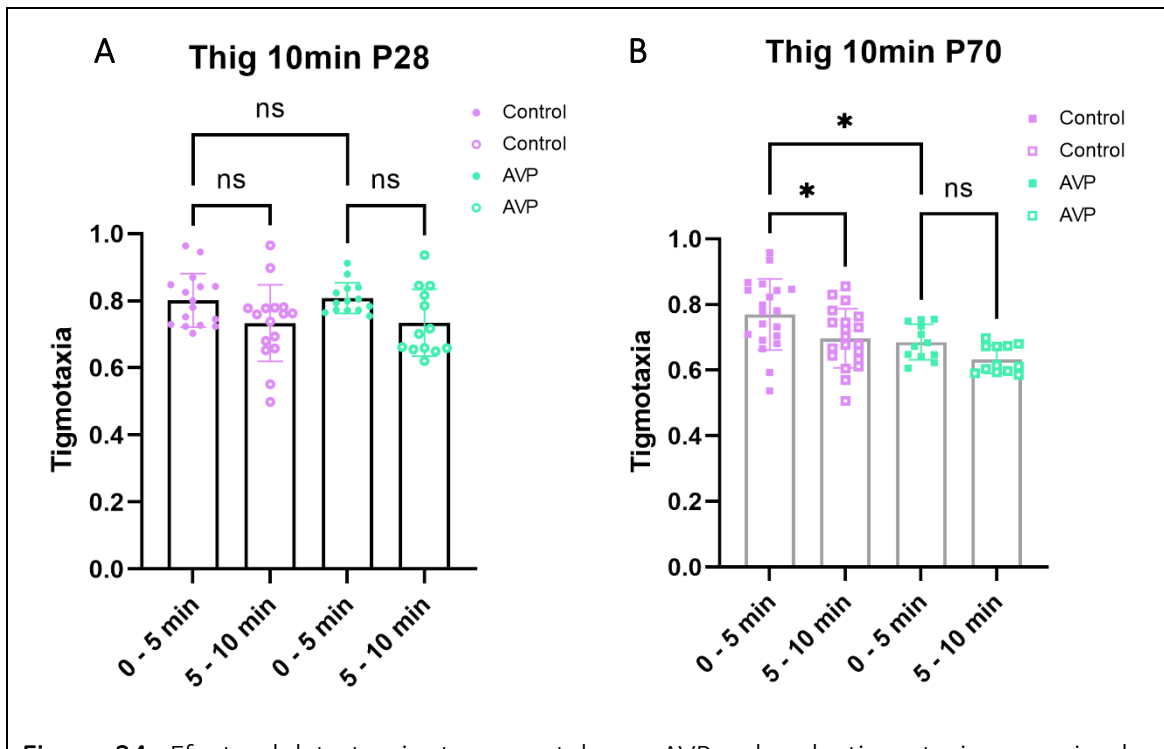 A
Thig 10min P28
ns
ns
ns
Control
Control
AVP
AVP
Tigmotaxia
1.0
0.8
0.6
0.4
0.2
0.0
0 - 5 min
5 - 10 min
0 - 5 min
5 - 10 min
B
Thig 10min P70
*
*
ns
Control
Control
AVP
AVP
Tigmotaxia
1.0
0.8
0.6
0.4
0.2
0.0
0 - 5 min
5 - 10 min
0 - 5 min
5 - 10 min